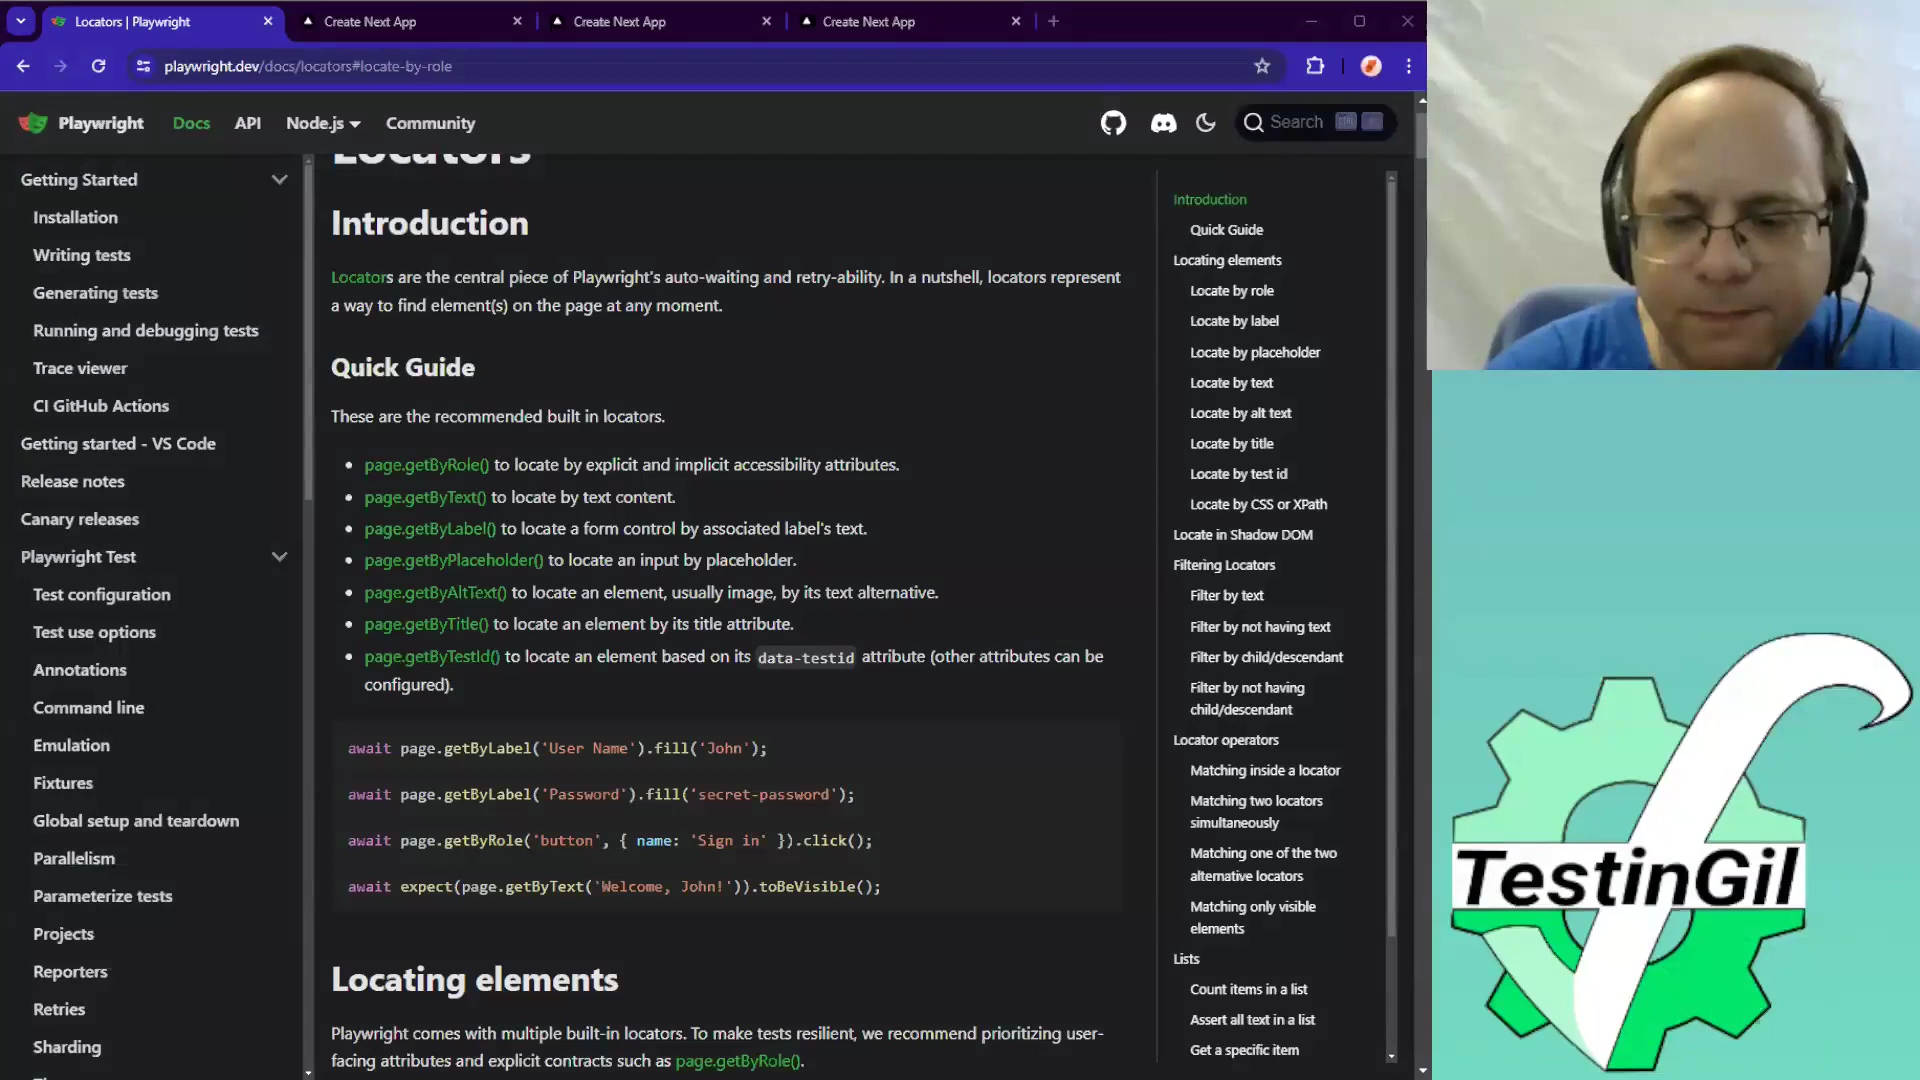 Locators | Playwright
Create Next App
Create Next App
Create Next App
playwright.dev/docs/locators#locate-by-role
Playwright
Docs
API
Node.js
Community
Search
Getting Started
Installation
Writing tests
Generating tests
Running and debugging tests
Trace viewer
CI GitHub Actions
Getting started - VS Code
Release notes
Canary releases
Playwright Test
Test configuration
Test use options
Annotations
Command line
Emulation
Fixtures
Global setup and teardown
Parallelism
Parameterize tests
Projects
Reporters
Retries
Sharding
Locators
Introduction
Locators are the central piece of Playwright's auto-waiting and retry-ability. In a nutshell, locators represent
a way to find element(s) on the page at any moment.
Quick Guide
These are the recommended built in locators.
page.getByRole() to locate by explicit and implicit accessibility attributes.
page.getByText() to locate by text content.
page.getByLabel() to locate a form control by associated label's text.
page.getByPlaceholder() to locate an input by placeholder.
page.getByAltText() to locate an element, usually image, by its text alternative.
page.getByTitle() to locate an element by its title attribute.
page.getByTestId() to locate an element based on its data-testid attribute (other attributes can be
configured).
await page.getByLabel('User Name').fill('John');
await page.getByLabel('Password').fill('secret-password');
await page.getByRole('button', { name: 'Sign in' }).click();
await expect(page.getByText('Welcome, John!')).toBeVisible();
Locating elements
Playwright comes with multiple built-in locators. To make tests resilient, we recommend prioritizing user-
facing attributes and explicit contracts such as page.getByRole().
Introduction
Quick Guide
Locating elements
Locate by role
Locate by label
Locate by placeholder
Locate by text
Locate by alt text
Locate by title
Locate by test id
Locate by CSS or XPath
Locate in Shadow DOM
Filtering Locators
Filter by text
Filter by not having text
Filter by child/descendant
Filter by not having
child/descendant
Locator operators
Matching inside a locator
Matching two locators
simultaneously
Matching one of the two
alternative locators
Matching only visible
elements
Lists
Count items in a list
Assert all text in a list
Get a specific item
TestinGil